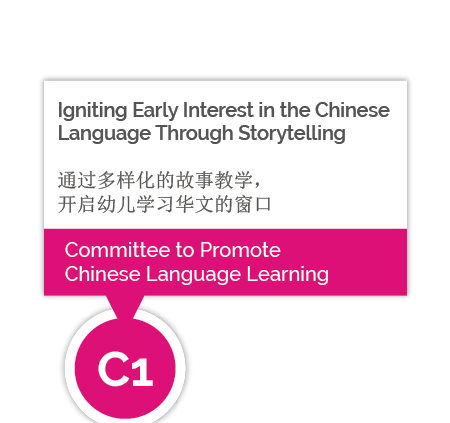 Igniting Early Interest in the Chinese
Language Through Storytelling
通过多样化的故事教学，
开启幼儿学习华文的窗口
Committee to Promote
Chinese Language Learning
C1